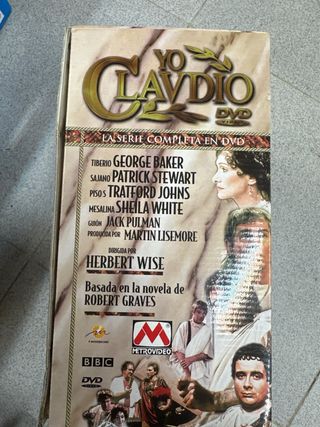 YO
CLAVDIO
DVD
LA SERIE COMPLETA EN DVD
TIBERIO GEORGE BAKER
SAJANO PATRICK STEWART
PISO S TRATFORD JOHNS
MESALINA SHEILA WHITE
GUIÓN JACK PULMAN
PRODUCIDA POR MARTIN LISEMORE
DIRIGIDA POR
HERBERT WISE
Basada en la novela de
ROBERT GRAVES
METROVIDEO
BBC
DVD